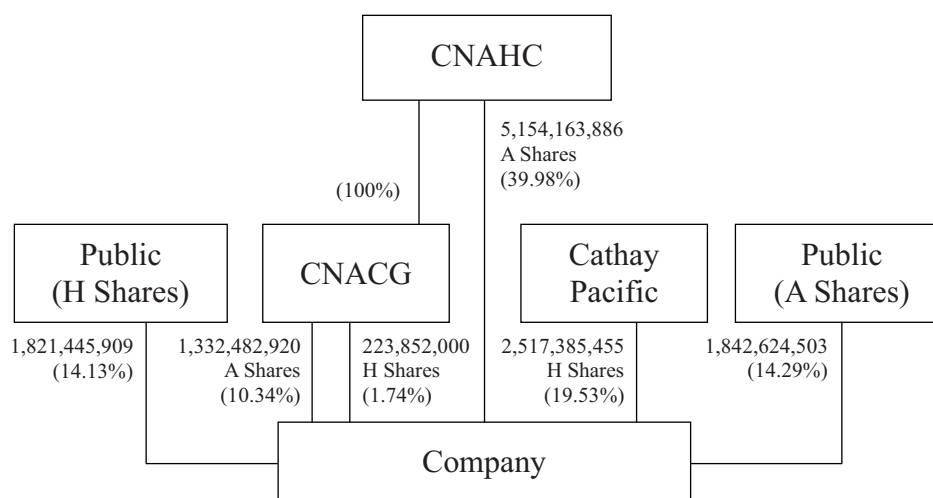 CNAHC
5,154,163,886
A Shares
(39.98%)
(100%)
Public
(H Shares)
CNACG
Cathay
Pacific
Public
(A Shares)
1,821,445,909
(14.13%)
1,332,482,920
A Shares
(10.34%)
223,852,000
H Shares
(1.74%)
2,517,385,455
H Shares
(19.53%)
1,842,624,503
(14.29%)
Company